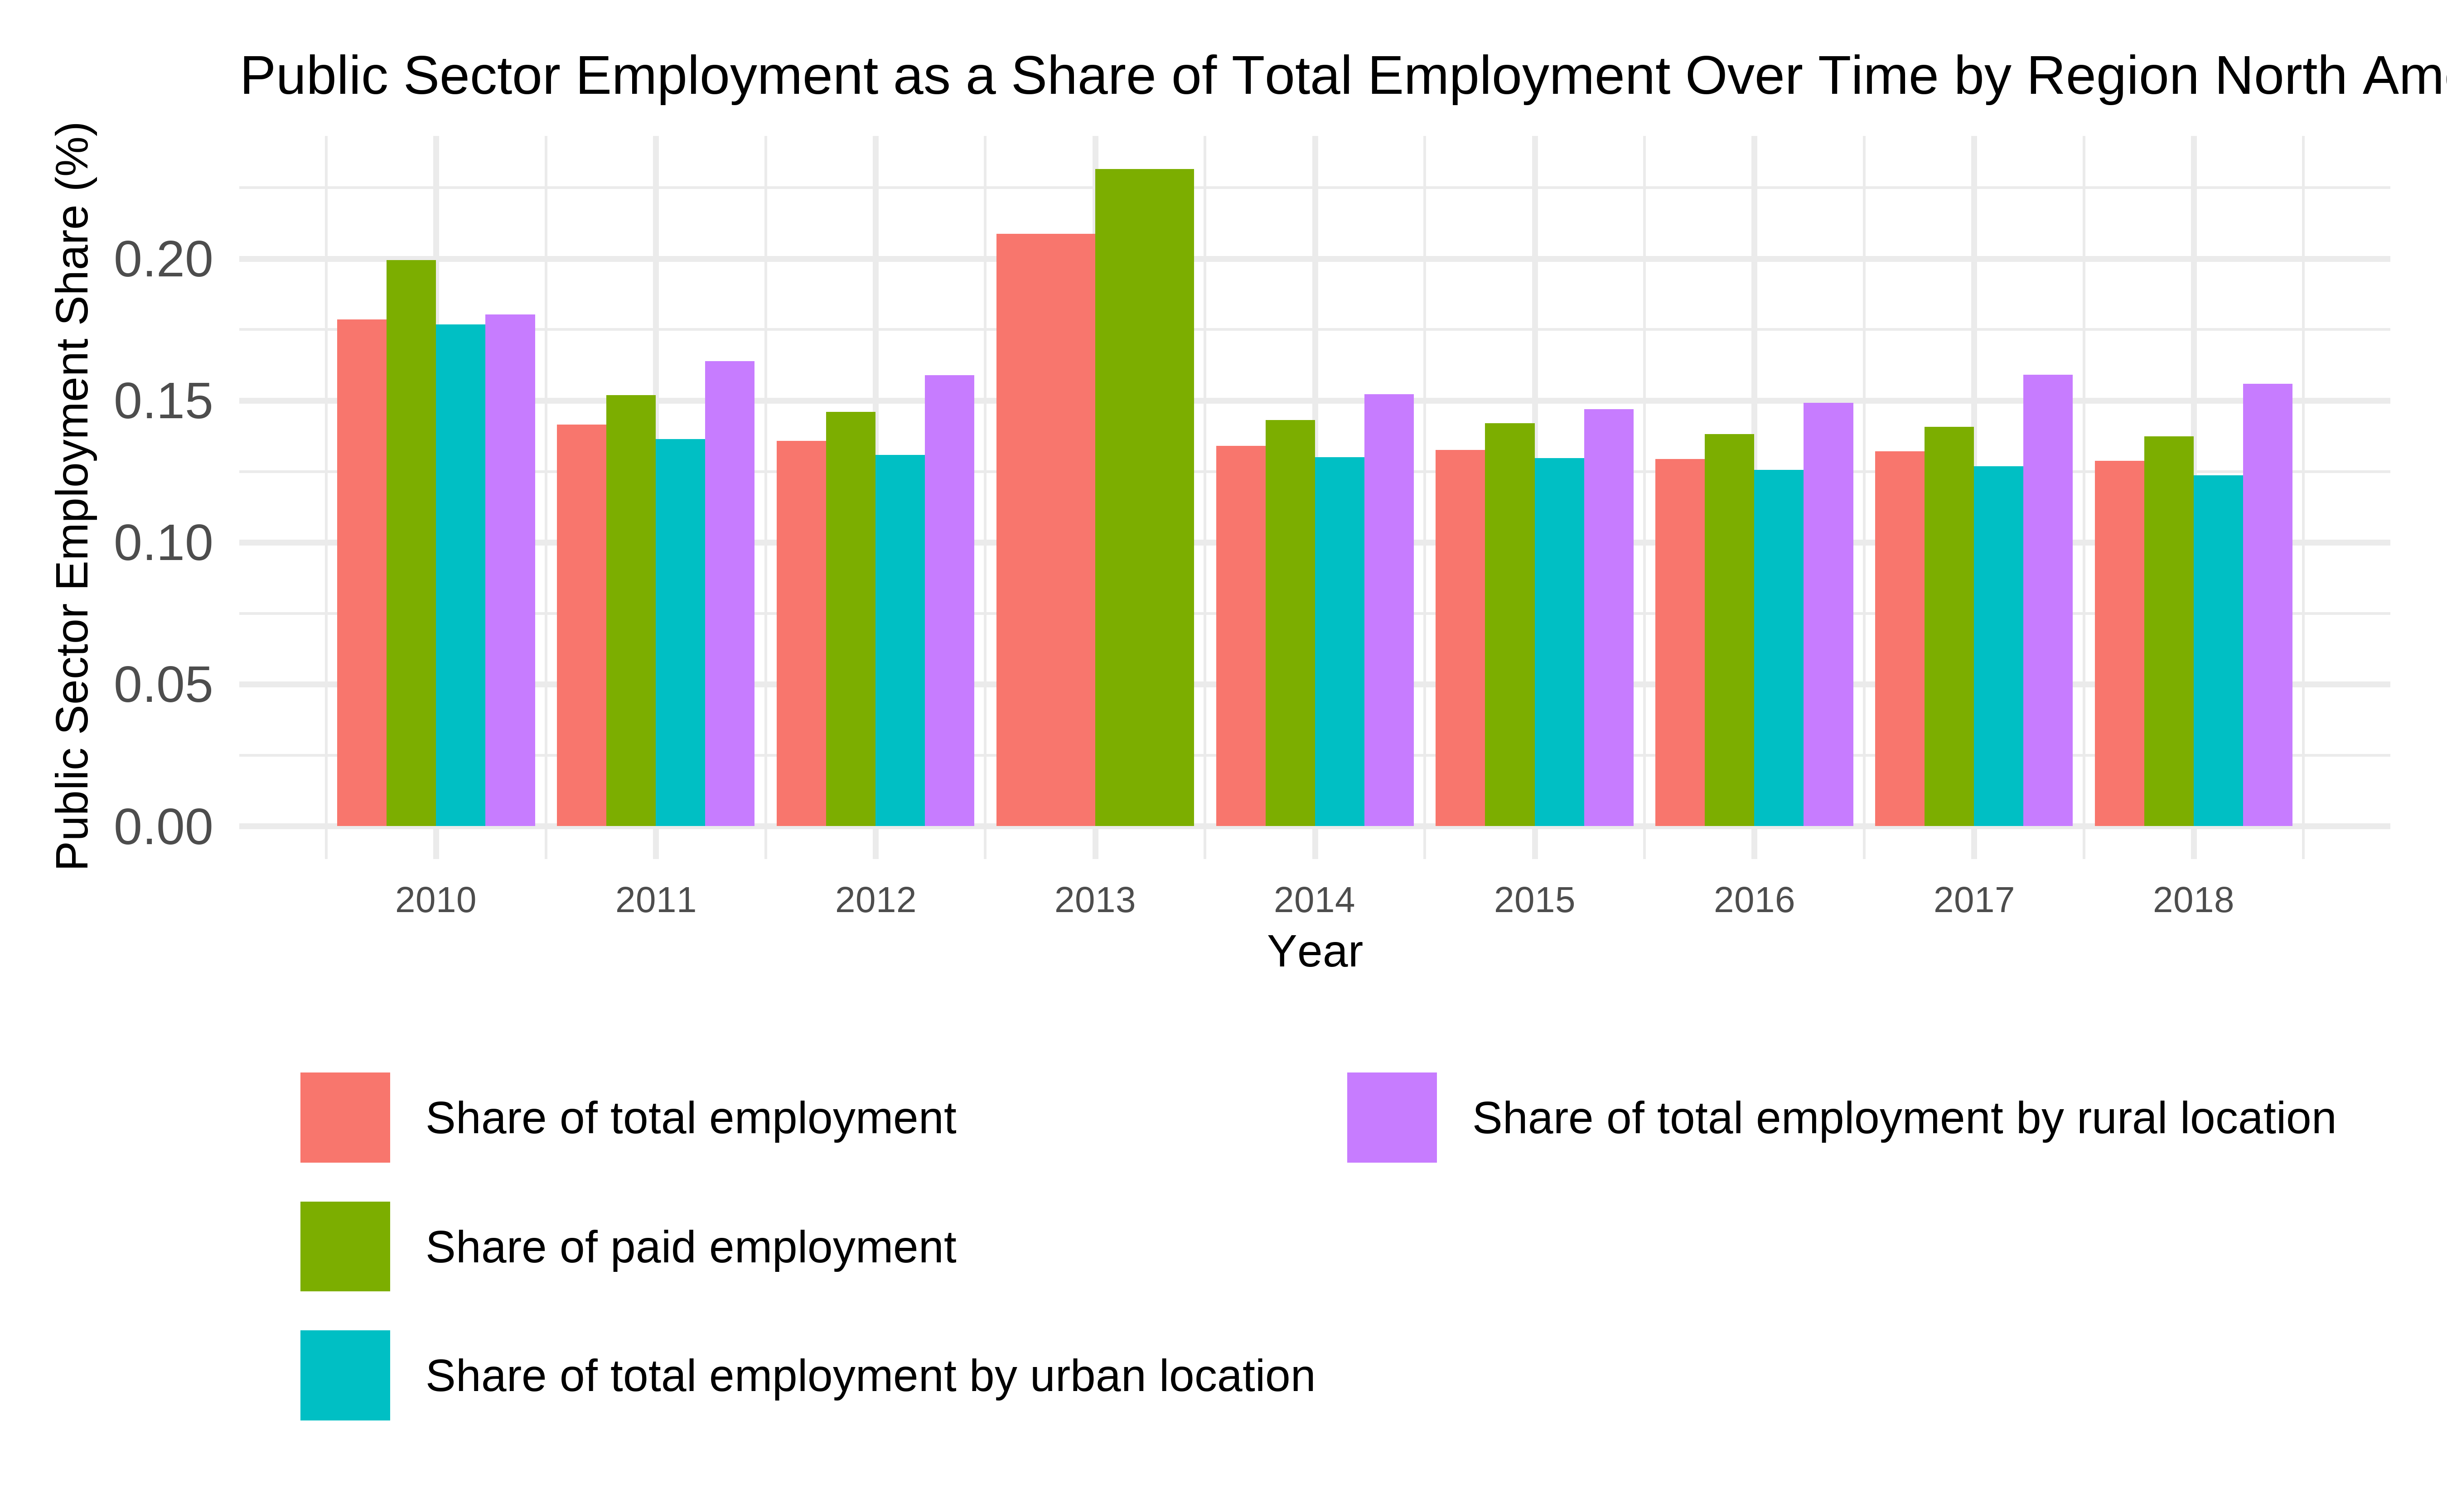 Public Sector Employment as a Share of Total Employment Over Time by Region North Am
Public Sector Employment Share (%)
0.20
0.15
0.10
0.05
0.00
2010 2011 2012 2013 2014 2015 2016 2017 2018
Year
Share of total employment
Share of paid employment
Share of total employment by urban location
Share of total employment by rural location